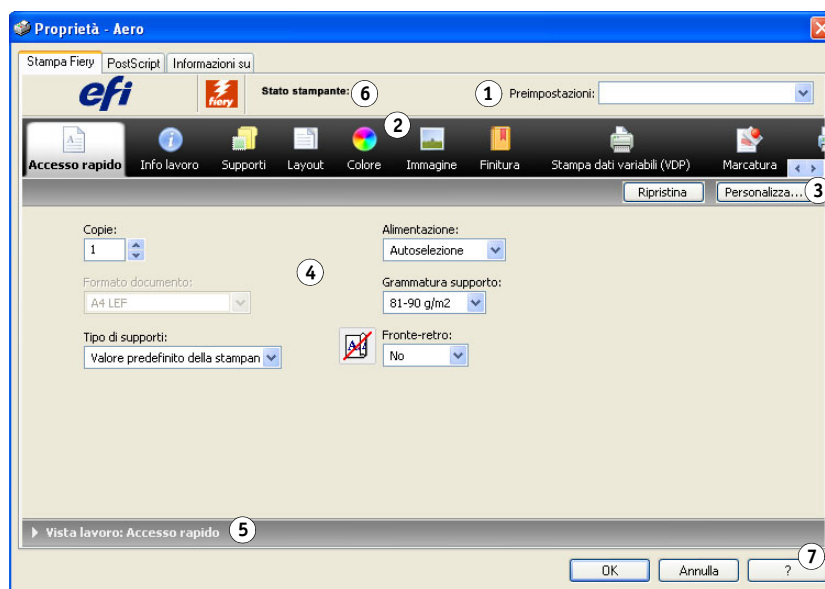 Proprietà - Aero
Stampa Fiery
PostScript
Informazioni su
efi
fiery
Stato stampante:
6
1
Preimpostazioni:
2
Accesso rapido
Info lavoro
Supporti
Layout
Colore
Immagine
Finitura
Stampa dati variabili (VDP)
Marcatura
Ripristina
Personalizza...
3
Copie:
1
Alimentazione:
Autoselezione
4
Formato documento:
A4 LEF
Grammatura supporto:
81-90 g/m2
Tipo di supporti:
Valore predefinito della stampan
Fronte-retro:
No
Vista lavoro: Accesso rapido
5
7
OK
Annulla
?